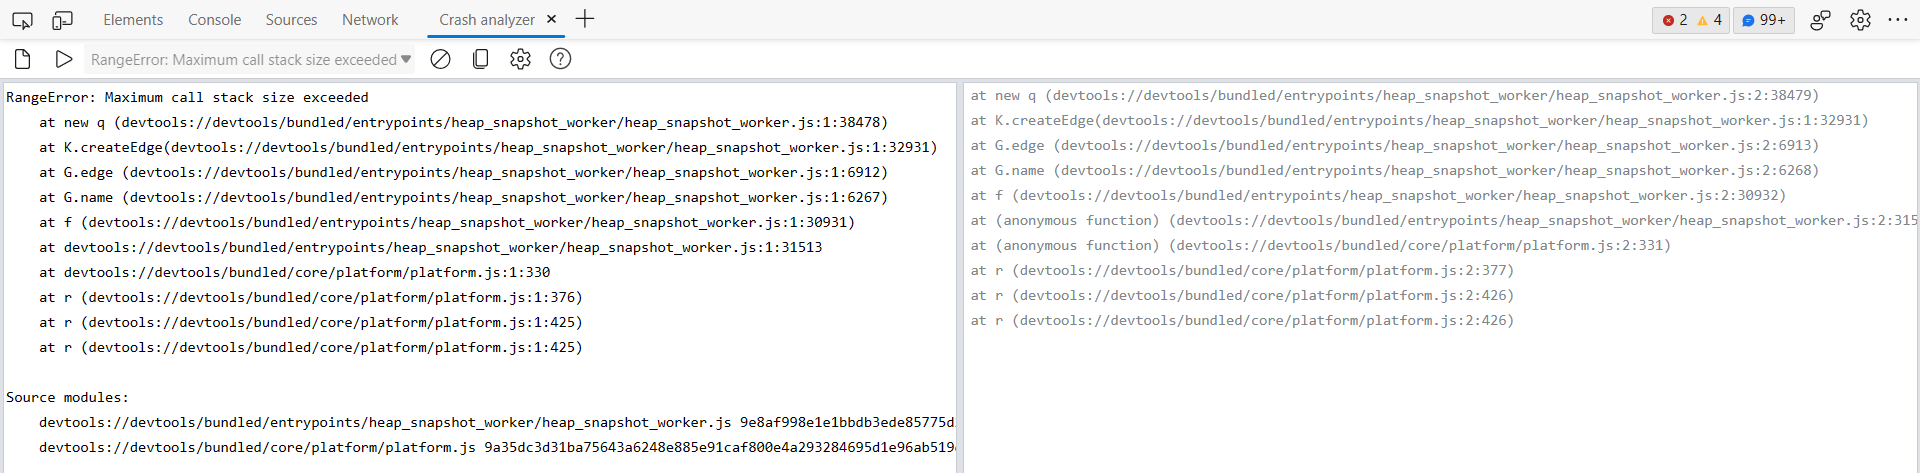 Elements Console Sources Network Crash analyzer 2 4 99+
RangeError: Maximum call stack size exceeded
RangeError: Maximum call stack size exceeded
at new q (devtools://devtools/bundled/entrypoints/heap_snapshot_worker/heap_snapshot_worker.js:1:38478)
at K.createEdge(devtools://devtools/bundled/entrypoints/heap_snapshot_worker/heap_snapshot_worker.js:1:32931)
at G.edge (devtools://devtools/bundled/entrypoints/heap_snapshot_worker/heap_snapshot_worker.js:1:6912)
at G.name (devtools://devtools/bundled/entrypoints/heap_snapshot_worker/heap_snapshot_worker.js:1:6267)
at f (devtools://devtools/bundled/entrypoints/heap_snapshot_worker/heap_snapshot_worker.js:1:30931)
at devtools://devtools/bundled/entrypoints/heap_snapshot_worker/heap_snapshot_worker.js:1:31513
at devtools://devtools/bundled/core/platform/platform.js:1:330
at r (devtools://devtools/bundled/core/platform/platform.js:1:376)
at r (devtools://devtools/bundled/core/platform/platform.js:1:425)
at r (devtools://devtools/bundled/core/platform/platform.js:1:425)
Source modules:
devtools://devtools/bundled/entrypoints/heap_snapshot_worker/heap_snapshot_worker.js 9e8af998e1e1bbdb3ede85775d
devtools://devtools/bundled/core/platform/platform.js 9a35dc3d31ba75643a6248e885e91caf800e4a293284695d1e96ab519
at new q (devtools://devtools/bundled/entrypoints/heap_snapshot_worker/heap_snapshot_worker.js:2:38479)
at K.createEdge(devtools://devtools/bundled/entrypoints/heap_snapshot_worker/heap_snapshot_worker.js:1:32931)
at G.edge (devtools://devtools/bundled/entrypoints/heap_snapshot_worker/heap_snapshot_worker.js:2:6913)
at G.name (devtools://devtools/bundled/entrypoints/heap_snapshot_worker/heap_snapshot_worker.js:2:6268)
at f (devtools://devtools/bundled/entrypoints/heap_snapshot_worker/heap_snapshot_worker.js:2:30932)
at (anonymous function) (devtools://devtools/bundled/entrypoints/heap_snapshot_worker/heap_snapshot_worker.js:2:315
at (anonymous function) (devtools://devtools/bundled/core/platform/platform.js:2:331)
at r (devtools://devtools/bundled/core/platform/platform.js:2:377)
at r (devtools://devtools/bundled/core/platform/platform.js:2:426)
at r (devtools://devtools/bundled/core/platform/platform.js:2:426)